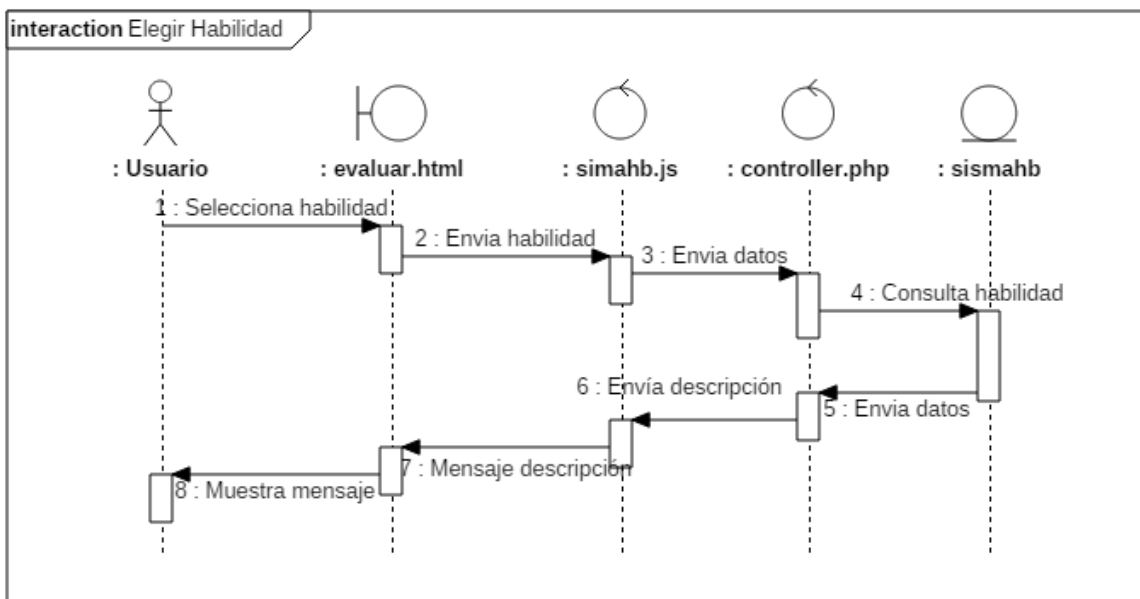 interaction Elegir Habilidad
: Usuario
: evaluar.html
: simahb.js
: controller.php
: sismahb
1 : Selecciona habilidad
2 : Envia habilidad
3 : Envia datos
4 : Consulta habilidad
6 : Envía descripción
5 : Envia datos
7 : Mensaje descripción
8 : Muestra mensaje